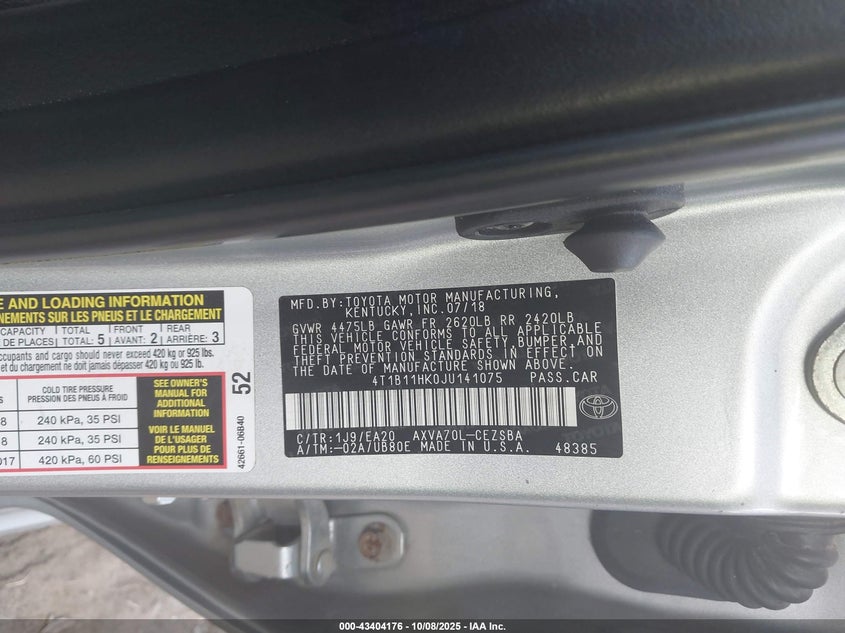 E AND LOADING INFORMATION
NEMENTS SUR LES PNEUS ET LE CHARGEMENT
CAPACITY TOTAL FRONT REAR
DE PLACES TOTAL: 5 AVANT: 2 ARRIÈRE: 3
occupants and cargo should never exceed 420 kg or 925 lbs.
et du chargement ne doit jamais dépasser 420 kg ou 925 lb.
COLD TIRE PRESSURE
PRESSION DES PNEUS À FROID
8 240 kPa, 35 PSI
8 240 kPa, 35 PSI
017 420 kPa, 60 PSI
SEE OWNER'S
MANUAL FOR
ADDITIONAL
INFORMATION
VOIR LE MANUEL
DE L'USAGER
POUR PLUS DE
RENSEIGNEMENTS
42661-06B40
52
MFD.BY:TOYOTA MOTOR MANUFACTURING,
KENTUCKY,INC.07/18
GVWR 4475LB GAWR FR 2620LB RR 2420LB
THIS VEHICLE CONFORMS TO ALL APPLICABLE
FEDERAL MOTOR VEHICLE SAFETY,BUMPER,AND
THEFT PREVENTION STANDARDS IN EFFECT ON
THE DATE OF MANUFACTURE SHOWN ABOVE.
4T1B11HK0JU141075 PASS.CAR
C/TR:1J9/EA20 AXVA70L-CEZSBA
A/TM:-02A/UB80E MADE IN U.S.A. 48385
000-43404176 - 10/08/2025 - IAA Inc.